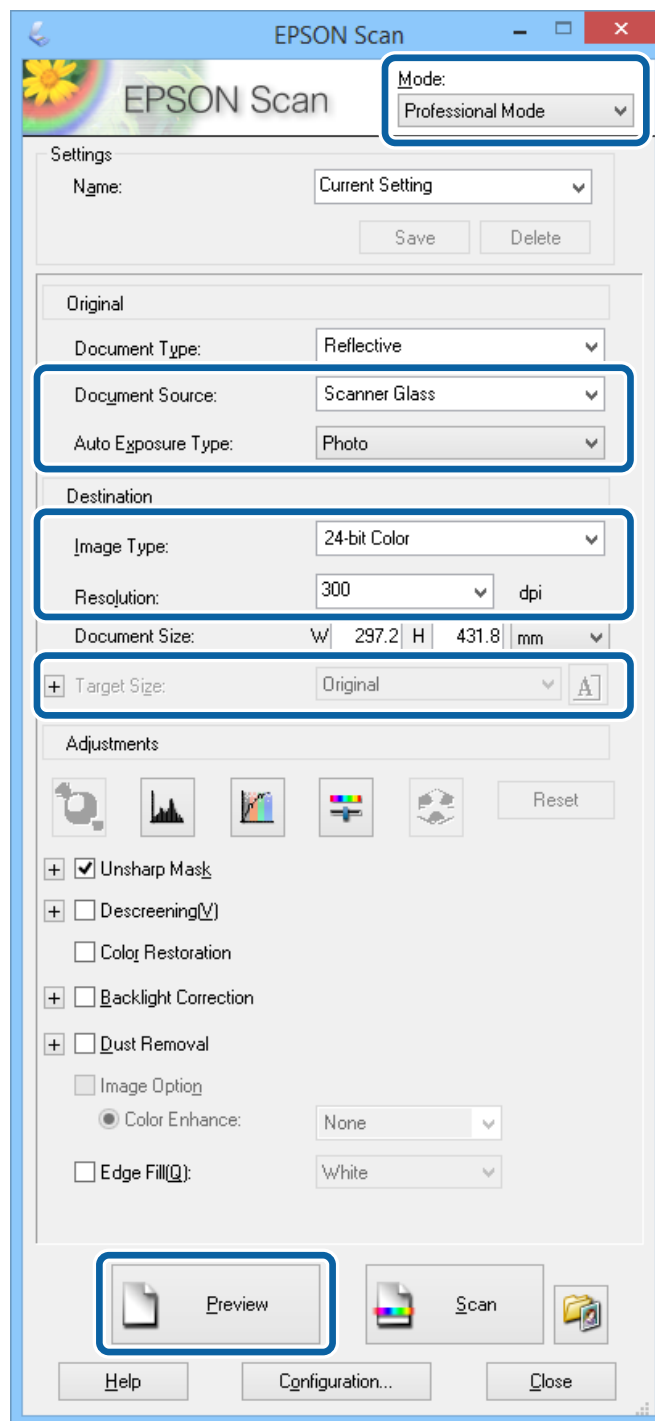 EPSON Scan
EPSON Scan
Mode:
Professional Mode
Settings
Name: Current Setting
Save Delete
Original
Document Type: Reflective
Document Source: Scanner Glass
Auto Exposure Type: Photo
Destination
Image Type: 24-bit Color
Resolution: 300 dpi
Document Size: W 297.2 H 431.8 mm
+ Target Size: Original A
Adjustments
Reset
+ Unsharp Mask
+ Descreening(V)
Color Restoration
+ Backlight Correction
+ Dust Removal
Image Option
Color Enhance: None
Edge Fill(Q): White
Preview Scan
Help Configuration... Close